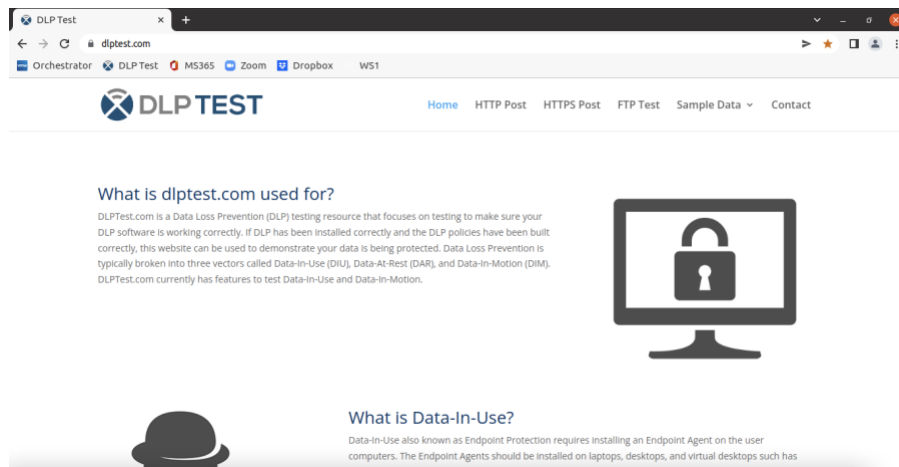 DLP Test
dlptest.com
Orchestrator DLP Test MS365 Zoom Dropbox WS1
DLPTEST
Home HTTP Post HTTPS Post FTP Test Sample Data Contact
What is dlptest.com used for?
DLPTest.com is a Data Loss Prevention (DLP) testing resource that focuses on testing to make sure your
DLP software is working correctly. If DLP has been installed correctly and the DLP policies have been built
correctly, this website can be used to demonstrate your data is being protected. Data Loss Prevention is
typically broken into three vectors called Data-In-Use (DIU), Data-At-Rest (DAR), and Data-In-Motion (DIM).
DLPTest.com currently has features to test Data-In-Use and Data-In-Motion.
What is Data-In-Use?
Data-In-Use also known as Endpoint Protection requires installing an Endpoint Agent on the user
computers. The Endpoint Agents should be installed on laptops, desktops, and virtual desktops such has